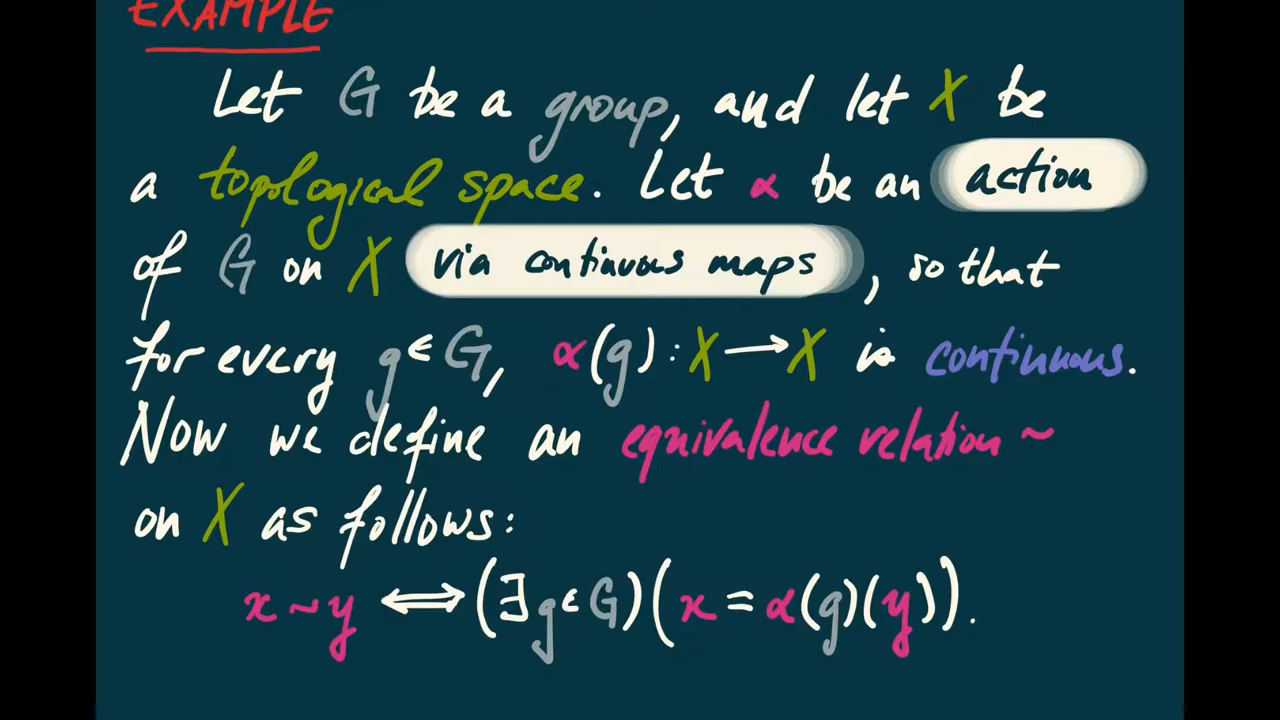 EXAMPLE
Let G be a group, and let X be
a topological space. Let α be an action
of G on X via continuous maps, so that
for every g∈G, α(g):X⟶X is continuous.
Now we define an equivalence relation ~
on X as follows:
x~y ⟺ (∃g∈G)(x=α(g)(y)).